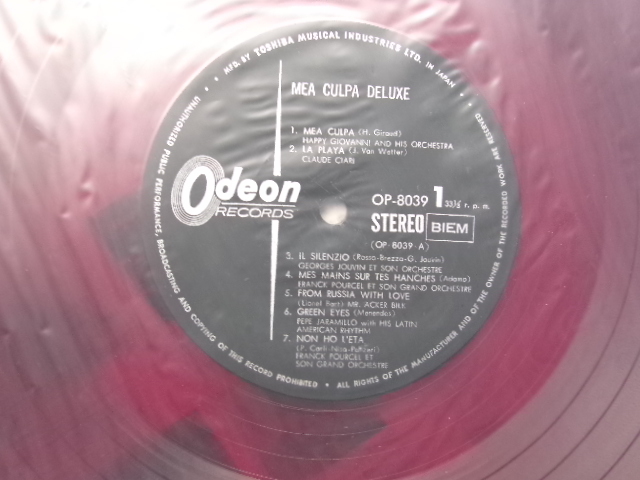 MFD. BY TOSHIBA MUSICAL INDUSTRIES LTD. IN JAPAN
MEA CULPA DELUXE
1. MEA CULPA (H. Giraud)
HAPPY GIOVANNI AND HIS ORCHESTRA
2. LA PLAYA (J. Van Wetter)
CLAUDE CIARI
Odeon
RECORDS
OP-8039 1 33⅓ r.p.m.
STEREO BIEM
(OP-8039-A)
3. IL SILENZIO (Rosso-Brezza-G. Jouvin)
GEORGES JOUVIN ET SON ORCHESTRE
4. MES MAINS SUR TES HANCHES (Adamo)
FRANCK POURCEL ET SON GRAND ORCHESTRE
5. FROM RUSSIA WITH LOVE
(Lionel Bart) MR. ACKER BILK
6. GREEN EYES (Menendos)
PEPE JARAMILLO with HIS LATIN
AMERICAN RHYTHM
7. NON HO L'ETA
FRANCK POURCEL ET
SON GRAND ORCHESTRE
UNAUTHORIZED PUBLIC PERFORMANCE, BROADCASTING AND COPYING OF THIS RECORD PROHIBITED • ALL RIGHTS OF THE MANUFACTURER AND OF THE OWNER OF THE RECORDED WORK ARE RESERVED